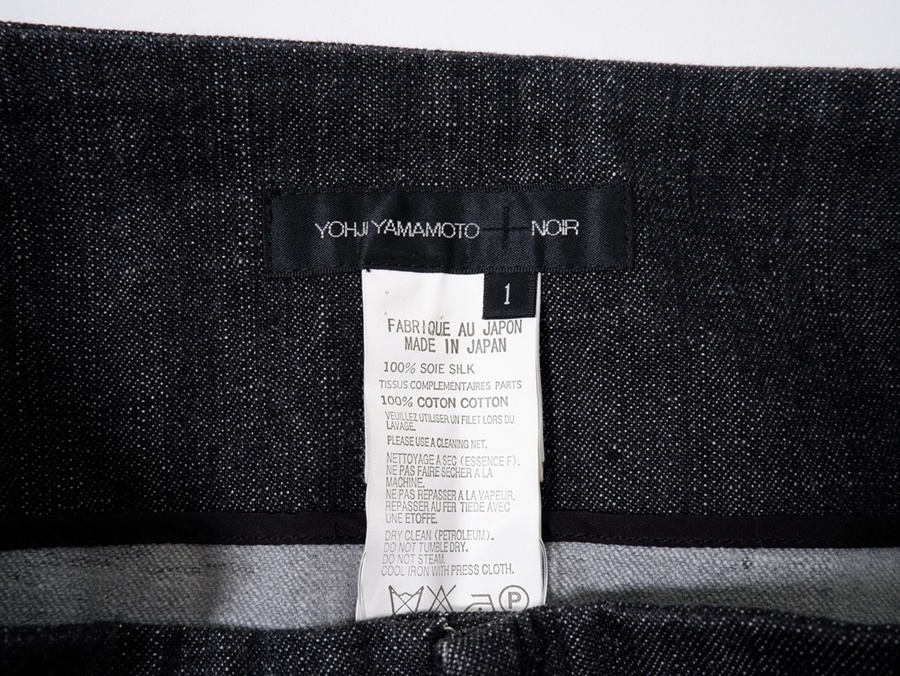 YOHJI YAMAMOTO + NOIR
1
FABRIQUÉ AU JAPON
MADE IN JAPAN
100% SOIE SILK
TISSUS COMPLEMENTAIRES PARTS
100% COTON COTTON
VEUILLEZ UTILISER UN FILET LORS DU
LAVAGE.
PLEASE USE A CLEANING NET.
NETTOYAGE A SEC (ESSENCE F).
NE PAS FAIRE SECHER A LA
MACHINE.
NE PAS REPASSER A LA VAPEUR.
REPASSER AU FER TIEDE AVEC
UNE ETOFFE.
DRY CLEAN (PETROLEUM).
DO NOT TUMBLE DRY.
DO NOT STEAM.
COOL IRON WITH PRESS CLOTH.
P